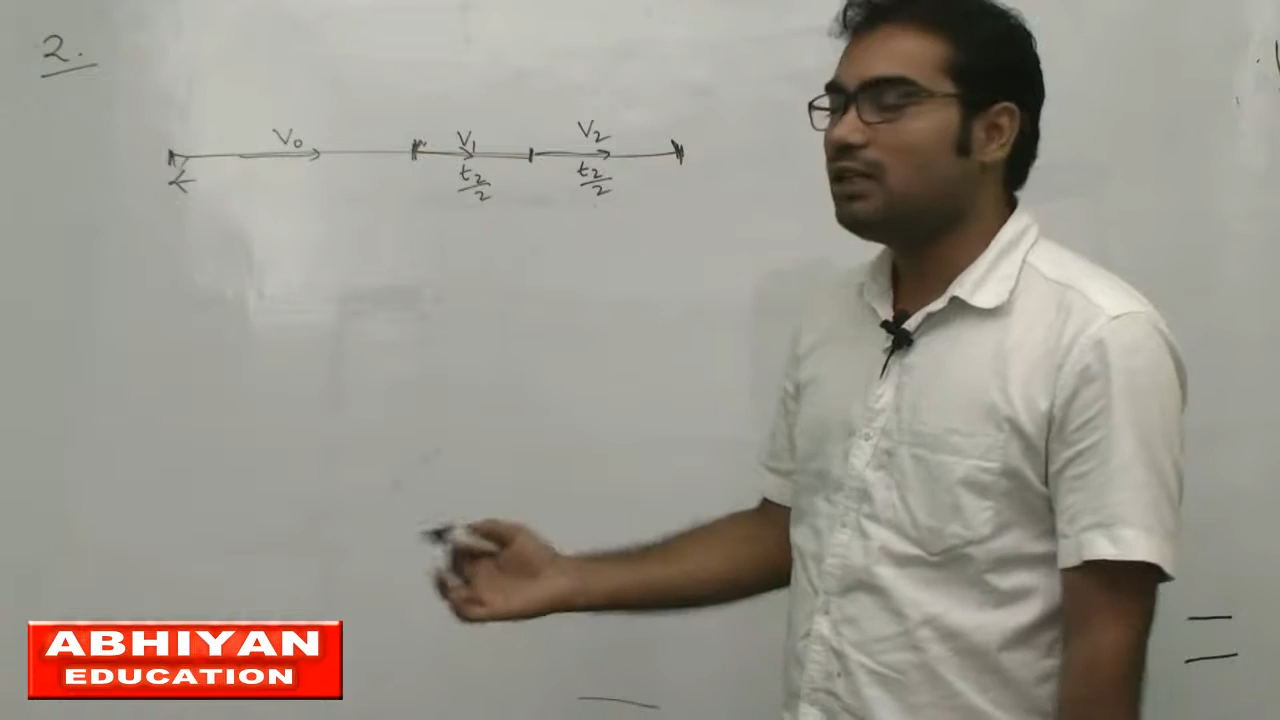 2.
V₀ V₁ V₂
t₂/2 t₂/2
ABHIYAN
EDUCATION